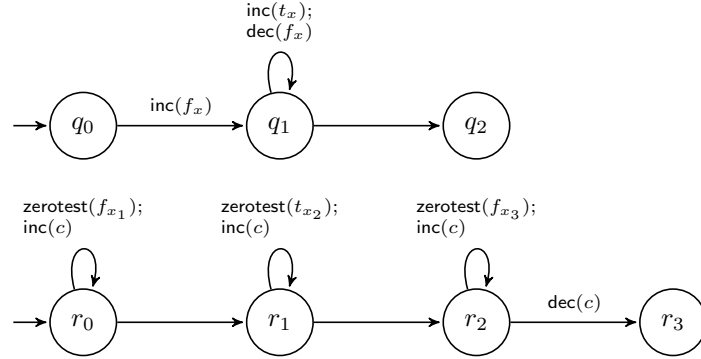 inc(t_x);
dec(f_x)
q_0
inc(f_x)
q_1
q_2
zerotest(f_{x_1});
inc(c)
zerotest(t_{x_2});
inc(c)
zerotest(f_{x_3});
inc(c)
r_0
r_1
r_2
dec(c)
r_3